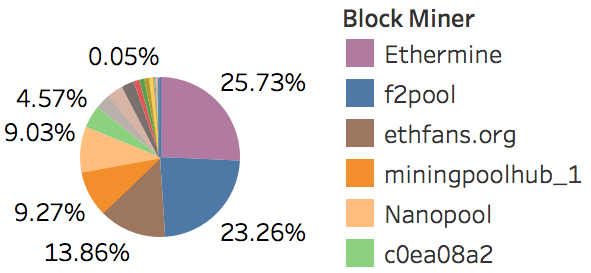 Block Miner
0.05%
25.73%
Ethermine
4.57%
f2pool
9.03%
ethfans.org
miningpoolhub_1
9.27%
Nanopool
23.26%
13.86%
c0ea08a2